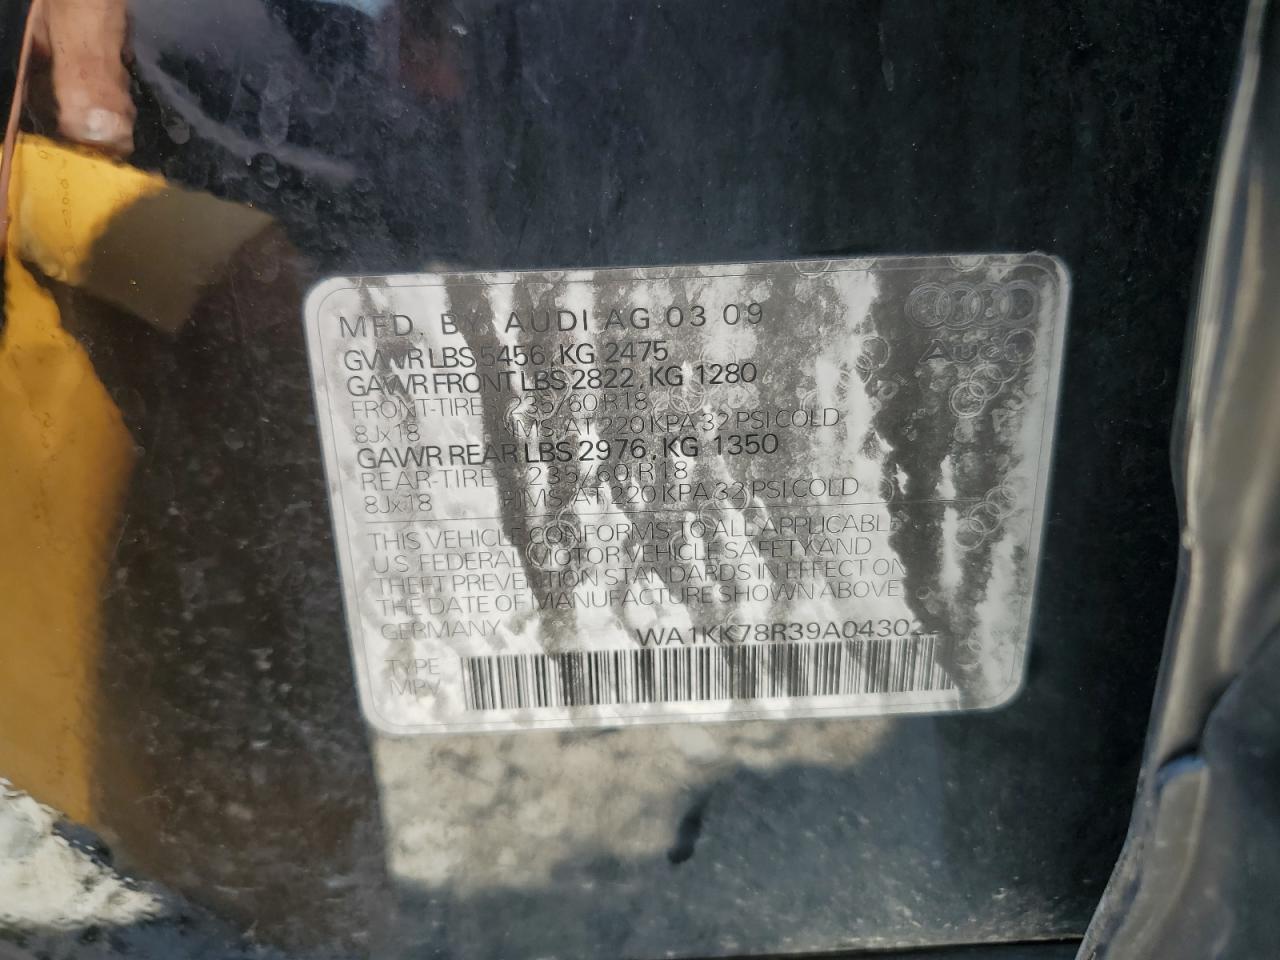 MFD. BY AUDI AG 03 09
GVWR LBS 5456, KG 2475
GAWR FRONT LBS 2822, KG 1280
FRONT-TIRE 235/60 R18
8Jx18 RIMS AT 220 KPA 32 PSI COLD
GAWR REAR LBS 2976, KG 1350
REAR-TIRE 235/60 R18
8Jx18 RIMS AT 220 KPA 32 PSI COLD
THIS VEHICLE CONFORMS TO ALL APPLICABLE
U.S. FEDERAL MOTOR VEHICLE SAFETY AND
THEFT PREVENTION STANDARDS IN EFFECT ON
THE DATE OF MANUFACTURE SHOWN ABOVE
GERMANY
TYPE
MPV
Audi